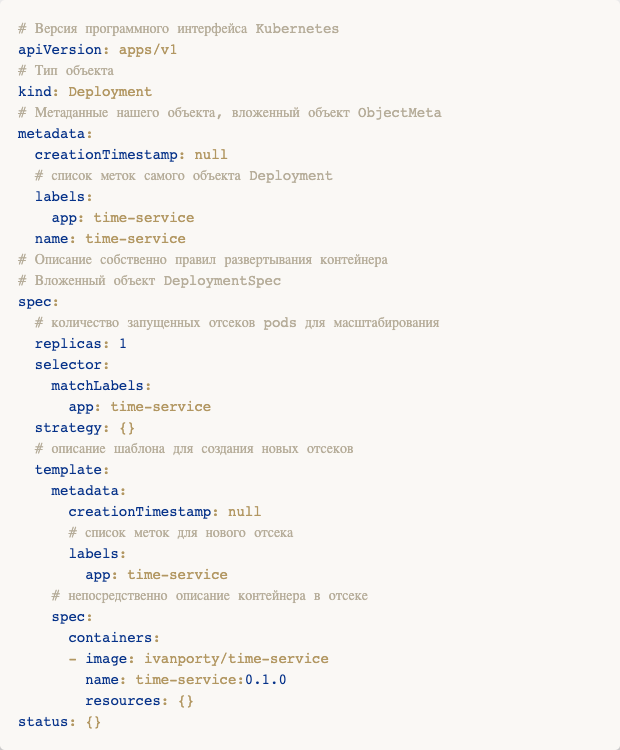 # Версия программного интерфейса Kubernetes
apiVersion: apps/v1
# Тип объекта
kind: Deployment
# Метаданные нашего объекта, вложенный объект ObjectMeta
metadata:
  creationTimestamp: null
  # список меток самого объекта Deployment
  labels:
    app: time-service
  name: time-service
# Описание собственно правил развертывания контейнера
# Вложенный объект DeploymentSpec
spec:
  # количество запущенных отсеков pods для масштабирования
  replicas: 1
  selector:
    matchLabels:
      app: time-service
  strategy: {}
  # описание шаблона для создания новых отсеков
  template:
    metadata:
      creationTimestamp: null
      # список меток для нового отсека
      labels:
        app: time-service
    # непосредственно описание контейнера в отсеке
    spec:
      containers:
      - image: ivanporty/time-service
        name: time-service:0.1.0
        resources: {}
status: {}